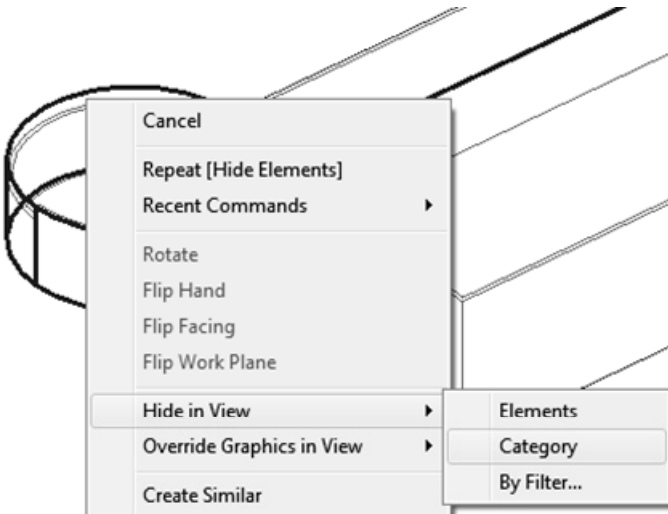 Cancel
Repeat [Hide Elements]
Recent Commands
Rotate
Flip Hand
Flip Facing
Flip Work Plane
Hide in View
Override Graphics in View
Create Similar
Elements
Category
By Filter...